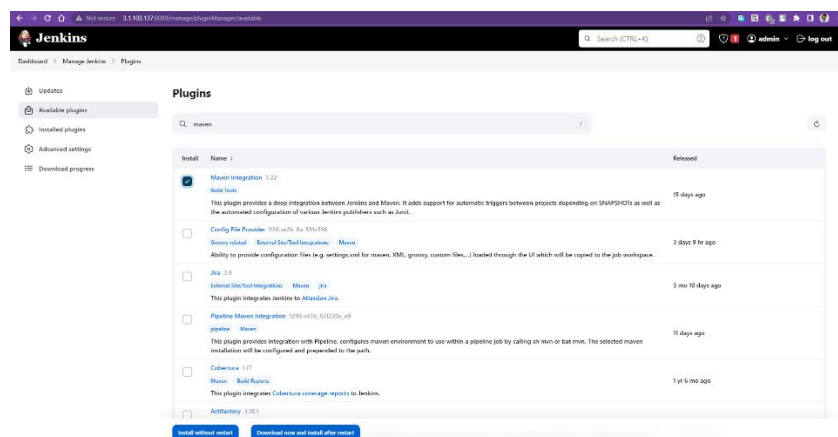 Not secure 3.1.103.137:8080/manage/pluginManager/available
Jenkins
Search (CTRL+K)
1
admin
log out
Dashboard > Manage Jenkins > Plugins
Updates
Available plugins
Installed plugins
Advanced settings
Download progress
Plugins
maven
/
Install Name ↓ Released
Maven Integration 3.22
Build Tools
This plugin provides a deep integration between Jenkins and Maven. It adds support for automatic triggers between projects depending on SNAPSHOTs as well as
the automated configuration of various Jenkins publishers such as Junit.
15 days ago
Config File Provider
Groovy-related External Site/Tool Integrations Maven
Ability to provide configuration files (e.g. settings.xml for maven, XML, groovy, custom files,...) loaded through the UI which will be copied to the job workspace.
3 days 9 hr ago
Jira 3.9
External Site/Tool Integrations Maven jira
This plugin integrates Jenkins to Atlassian Jira.
3 mo 10 days ago
Pipeline Maven Integration
pipeline Maven
This plugin provides integration with Pipeline, configures maven environment to use within a pipeline job by calling sh mvn or bat mvn. The selected maven
installation will be configured and prepended to the path.
11 days ago
Cobertura 1.17
Maven Build Reports
This plugin integrates Cobertura coverage reports to Jenkins.
1 yr 6 mo ago
Artifactory 3.18.1
Install without restart Download now and install after restart